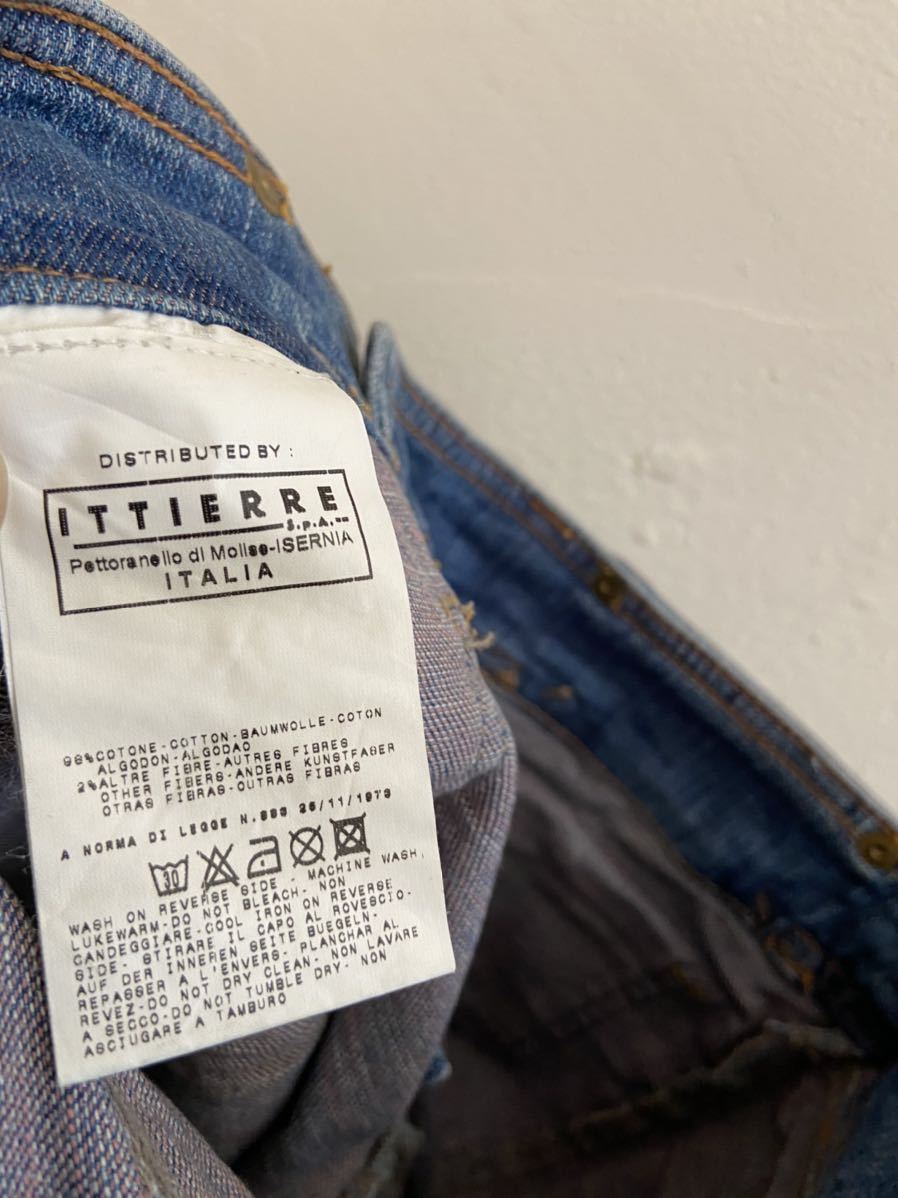 DISTRIBUTED BY :
ITTIERRE
S.p.A.
Pettoranello di Molise-ISERNIA
ITALIA
98%COTONE-COTTON-BAUMWOLLE-COTON
ALGODON-ALGODAO
2%ALTRE FIBRE-AUTRES FIBRES
OTHER FIBERS-ANDERE KUNSTFASER
OTRAS FIBRAS-OUTRAS FIBRAS
A NORMA DI LEGGE N.883 26/11/1973
30
WASH ON REVERSE SIDE - MACHINE WASH,
LUKEWARM-DO NOT BLEACH- NON
CANDEGGIARE-COOL IRON ON REVERSE
SIDE - STIRARE IL CAPO AL ROVESCIO-
AUF DER INNEREN SEITE BUEGELN-
REPASSER A L'ENVERS- PLANCHAR AL
REVEZ-DO NOT DRY CLEAN- NON LAVARE
A SECCO-DO NOT TUMBLE DRY- NON
ASCIUGARE A TAMBURO